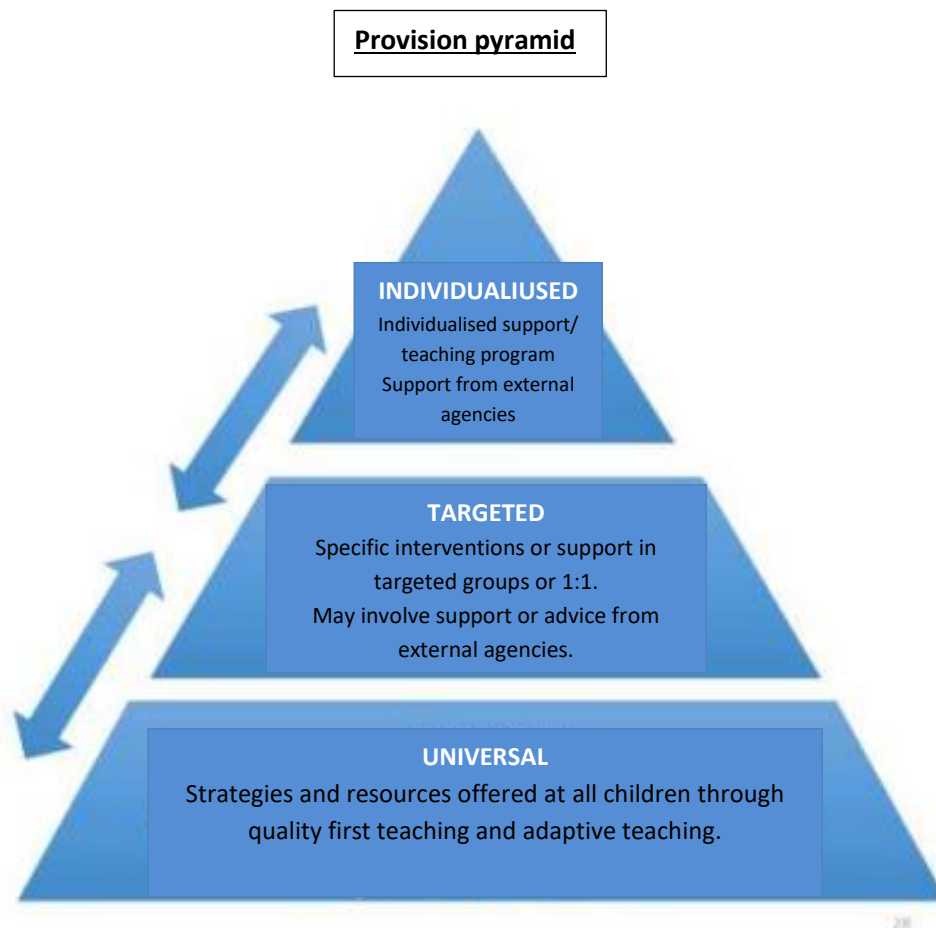 Provision pyramid
INDIVIDUALIUSED
Individualised support/
teaching program
Support from external
agencies
TARGETED
Specific interventions or support in
targeted groups or 1:1.
May involve support or advice from
external agencies.
UNIVERSAL
Strategies and resources offered at all children through
quality first teaching and adaptive teaching.
28